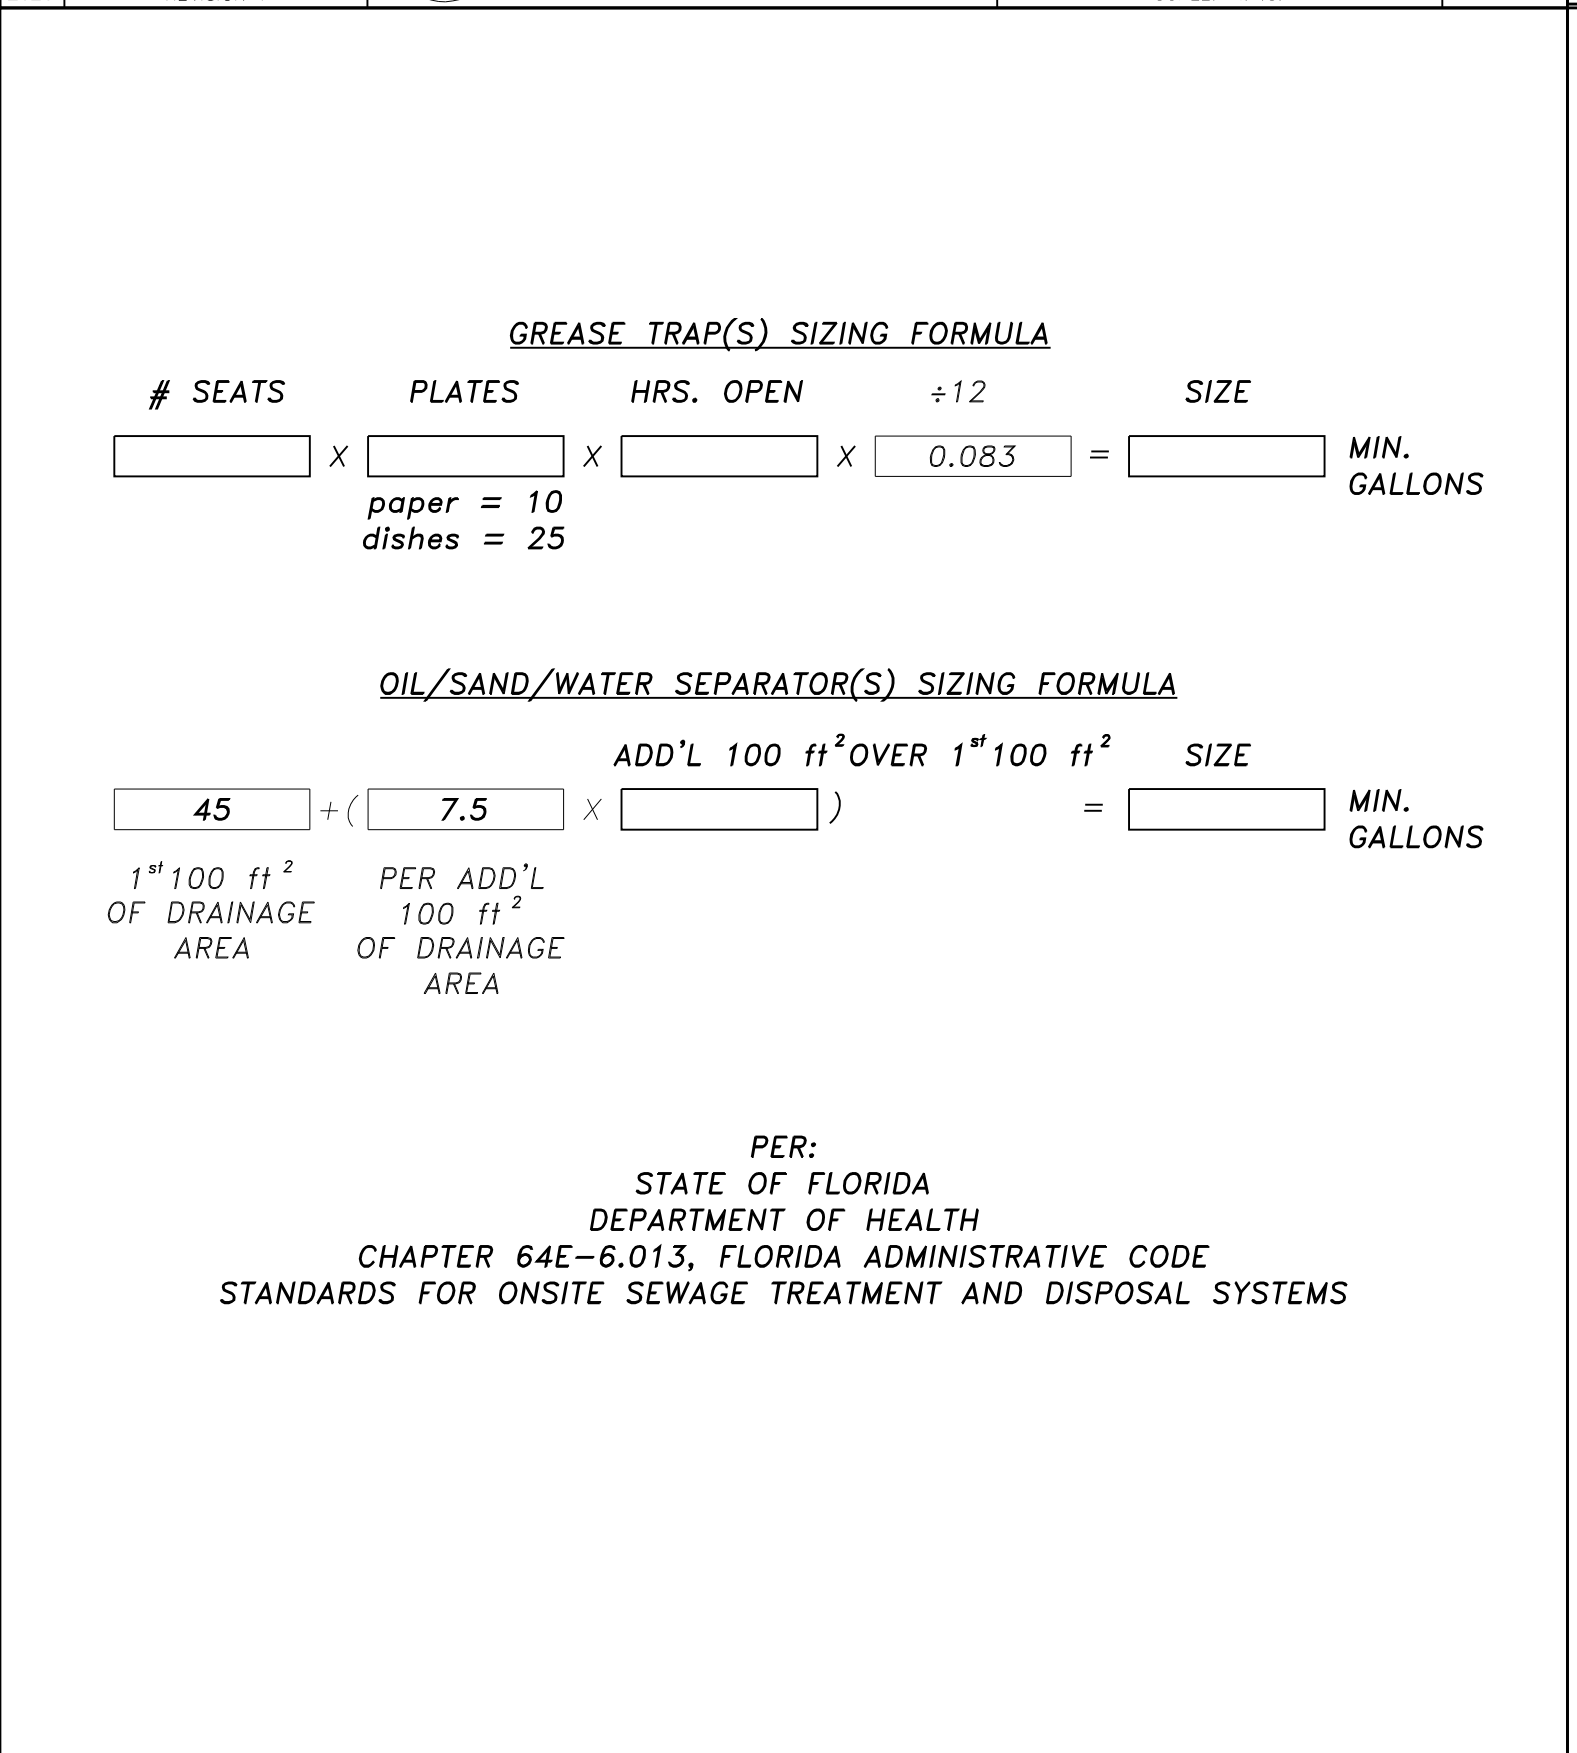 GREASE TRAP(S) SIZING FORMULA
# SEATS PLATES HRS. OPEN ÷12 SIZE
X X X 0.083 = MIN. GALLONS
paper = 10
dishes = 25
OIL/SAND/WATER SEPARATOR(S) SIZING FORMULA
ADD'L 100 ft² OVER 1ˢᵗ 100 ft² SIZE
45 +( 7.5 X ) = MIN. GALLONS
1ˢᵗ 100 ft²
OF DRAINAGE
AREA
PER ADD'L
100 ft²
OF DRAINAGE
AREA
PER:
STATE OF FLORIDA
DEPARTMENT OF HEALTH
CHAPTER 64E-6.013, FLORIDA ADMINISTRATIVE CODE
STANDARDS FOR ONSITE SEWAGE TREATMENT AND DISPOSAL SYSTEMS